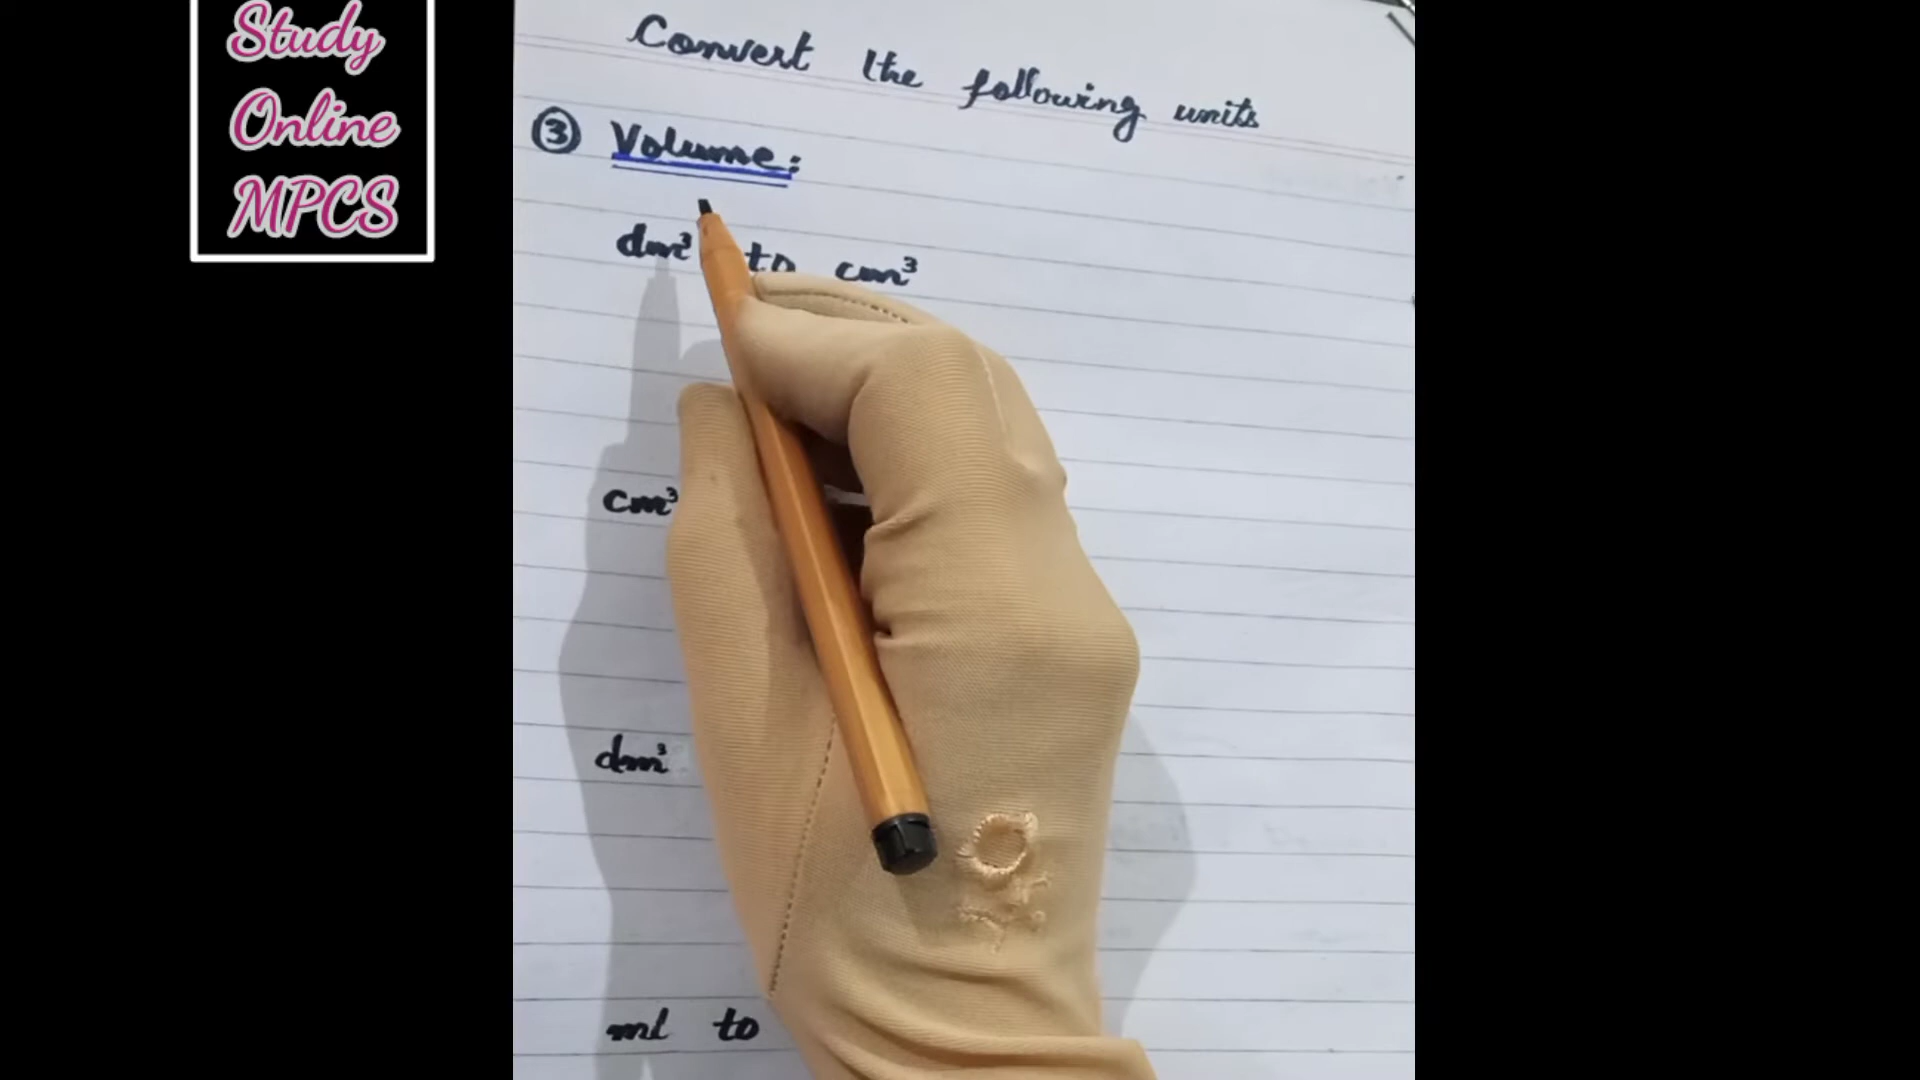 Study
Online
MPCS
Convert the following units
③ Volume:
dm³ to cm³
cm³
dm³
ml to